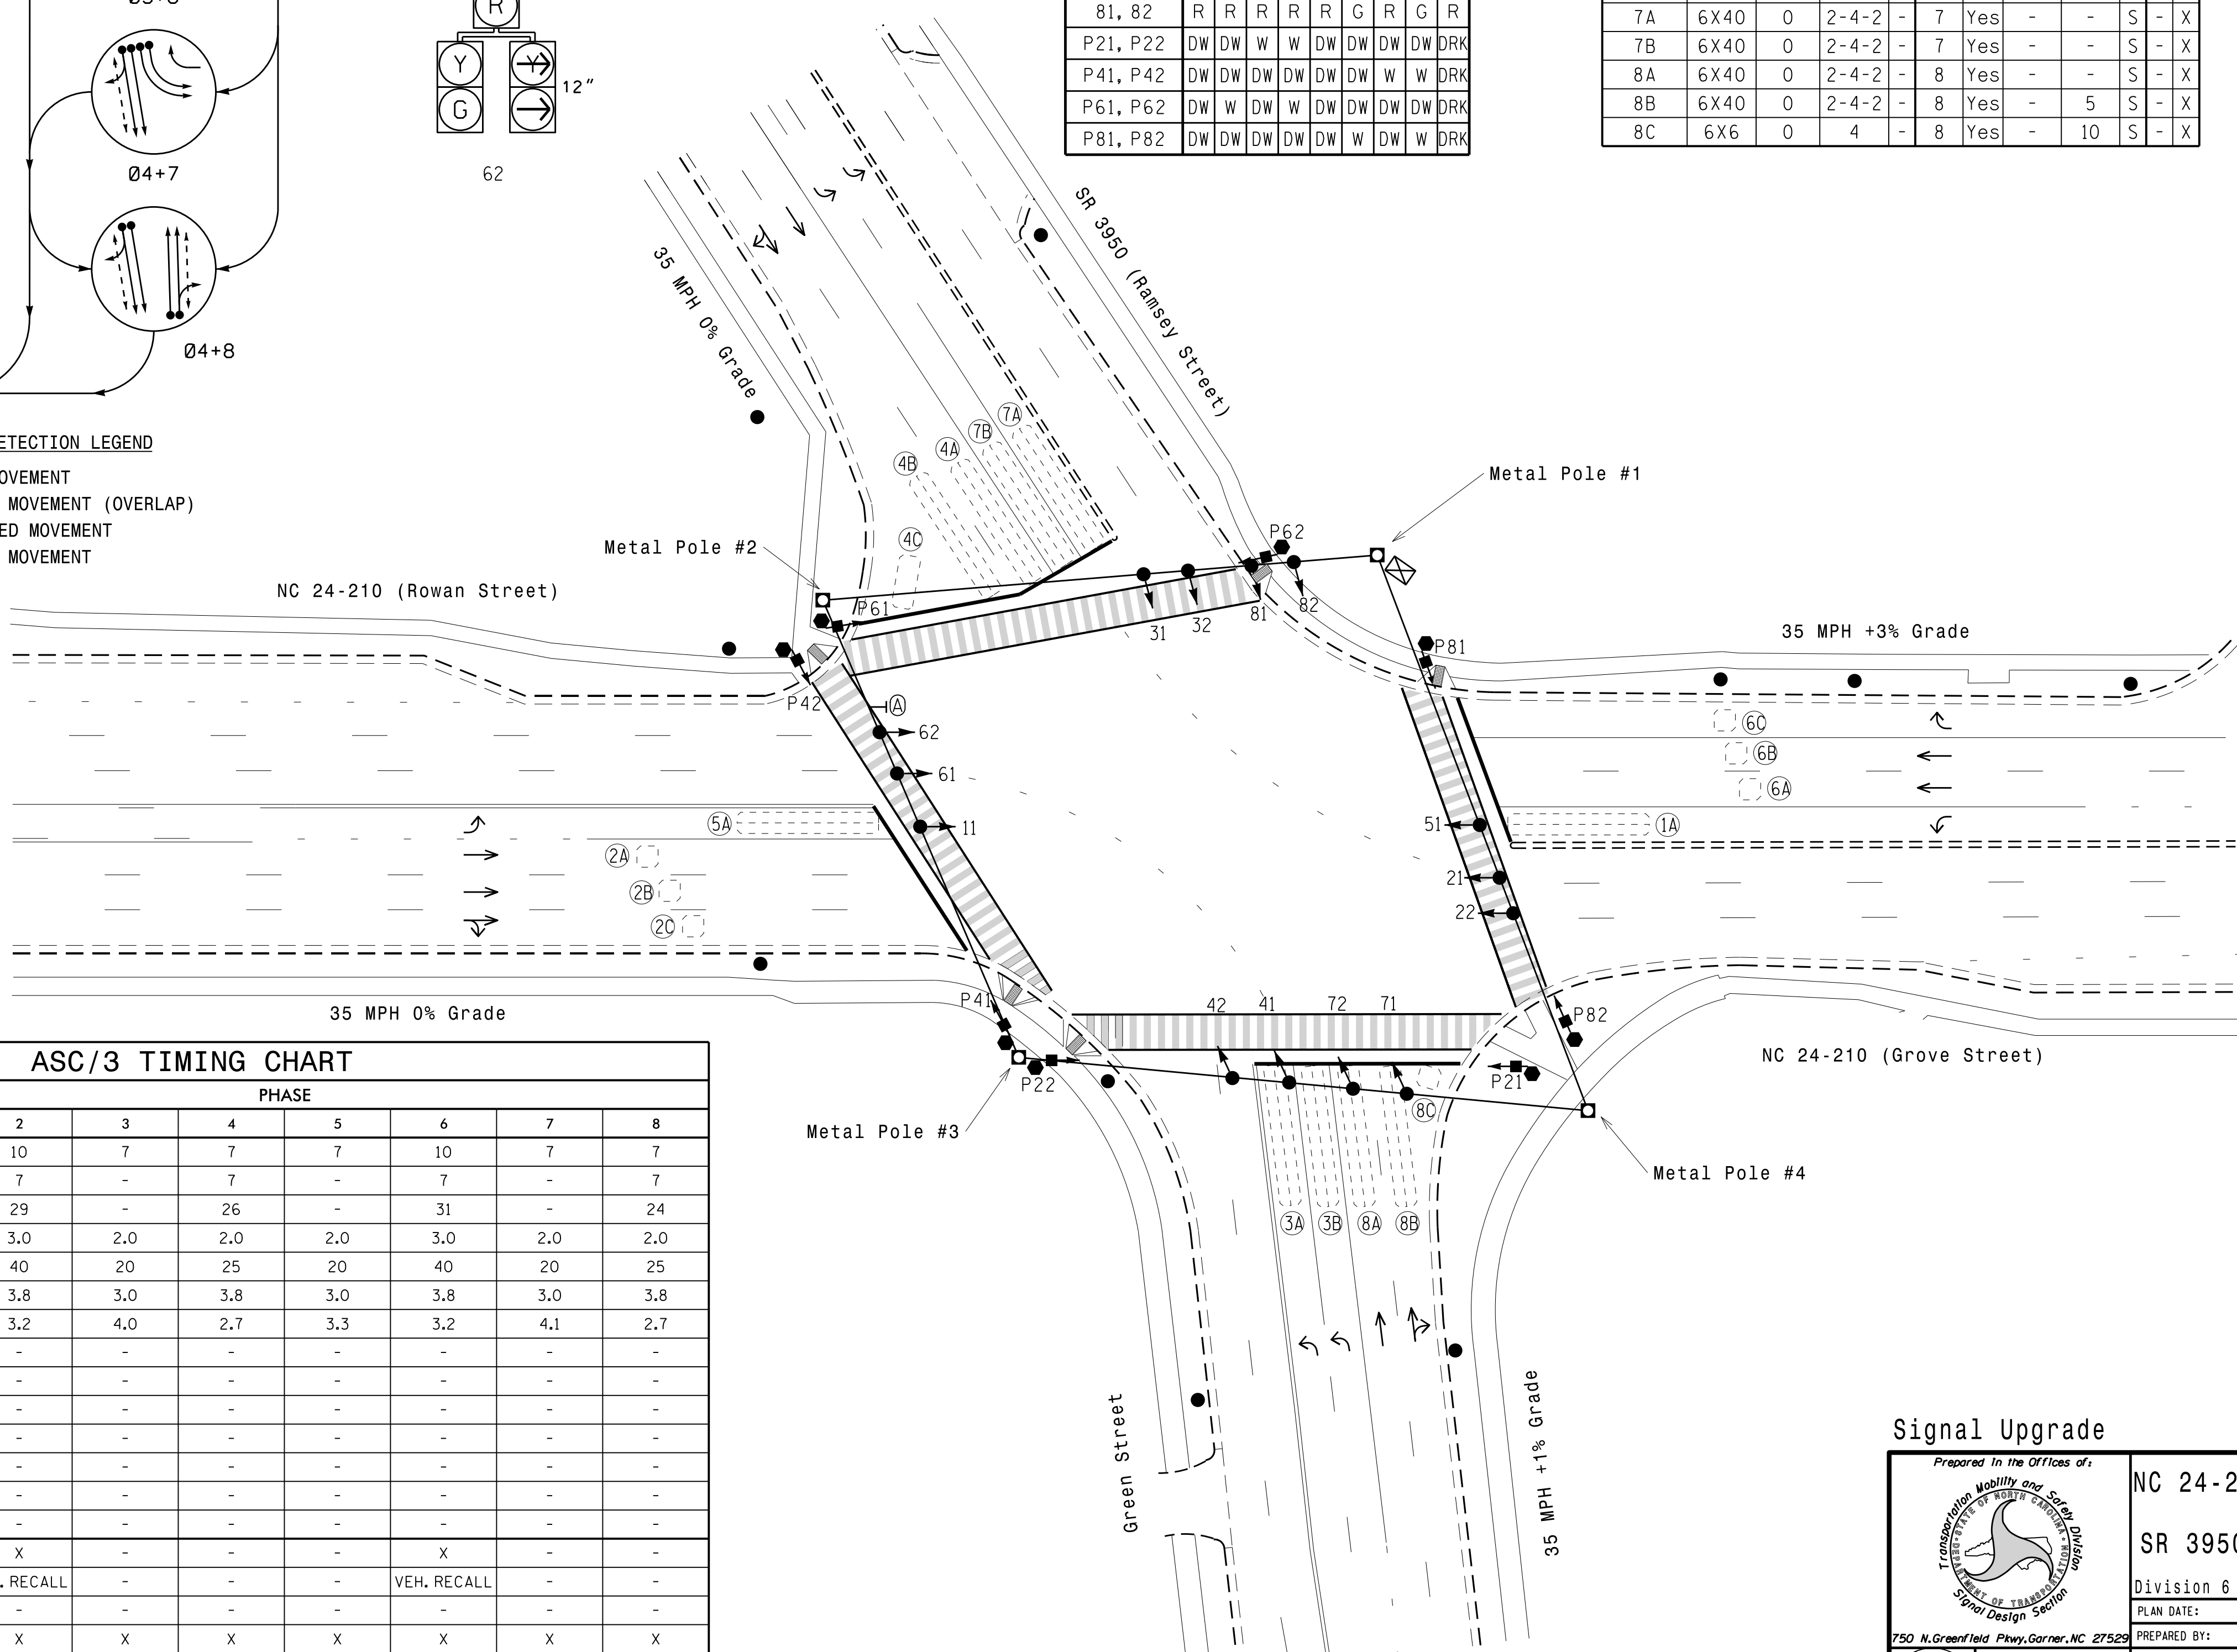 R
Y
Y
G
12"
62
Ø4+7
Ø4+8
ETECTION LEGEND
OVEMENT
MOVEMENT (OVERLAP)
ED MOVEMENT
MOVEMENT
81, 82 R R R R R G R G R
P21, P22 DW DW W W DW DW DW DW DRK
P41, P42 DW DW DW DW DW DW W W DRK
P61, P62 DW W DW W DW DW DW DW DRK
P81, P82 DW DW DW DW DW W DW W DRK
7A 6X40 0 2-4-2 - 7 Yes - - S - X
7B 6X40 0 2-4-2 - 7 Yes - - S - X
8A 6X40 0 2-4-2 - 8 Yes - - S - X
8B 6X40 0 2-4-2 - 8 Yes - 5 S - X
8C 6X6 0 4 - 8 Yes - 10 S - X
35 MPH 0% Grade
SR 3950 (Ramsey Street)
7A
7B
4A
4B
4C
Metal Pole #1
Metal Pole #2
P62
P61
NC 24-210 (Rowan Street)
31
32
81
82
P81
35 MPH +3% Grade
P42
A
62
61
11
6C
6B
6A
1A
5A
2A
2B
2C
51
21
22
P41
35 MPH 0% Grade
42
41
72
71
P82
NC 24-210 (Grove Street)
P22
P21
8C
Metal Pole #3
Metal Pole #4
3A
3B
8A
8B
Green Street
35 MPH +1% Grade
ASC/3 TIMING CHART
PHASE
2 3 4 5 6 7 8
10 7 7 7 10 7 7
7 - 7 - 7 - 7
29 - 26 - 31 - 24
3.0 2.0 2.0 2.0 3.0 2.0 2.0
40 20 25 20 40 20 25
3.8 3.0 3.8 3.0 3.8 3.0 3.8
3.2 4.0 2.7 3.3 3.2 4.1 2.7
- - - - - - -
- - - - - - -
- - - - - - -
- - - - - - -
- - - - - - -
- - - - - - -
- - - - - - -
X - - - X - -
. RECALL - - - VEH. RECALL - -
- - - - - - -
X X X X X X X
Signal Upgrade
Prepared in the Offices of:
Transportation Mobility and Safety Division
STATE OF NORTH CAROLINA
DEPARTMENT OF TRANSPORTATION
Signal Design Section
750 N.Greenfield Pkwy.Garner.NC 27529
NC 24-2
SR 3950
Division 6
PLAN DATE:
PREPARED BY: